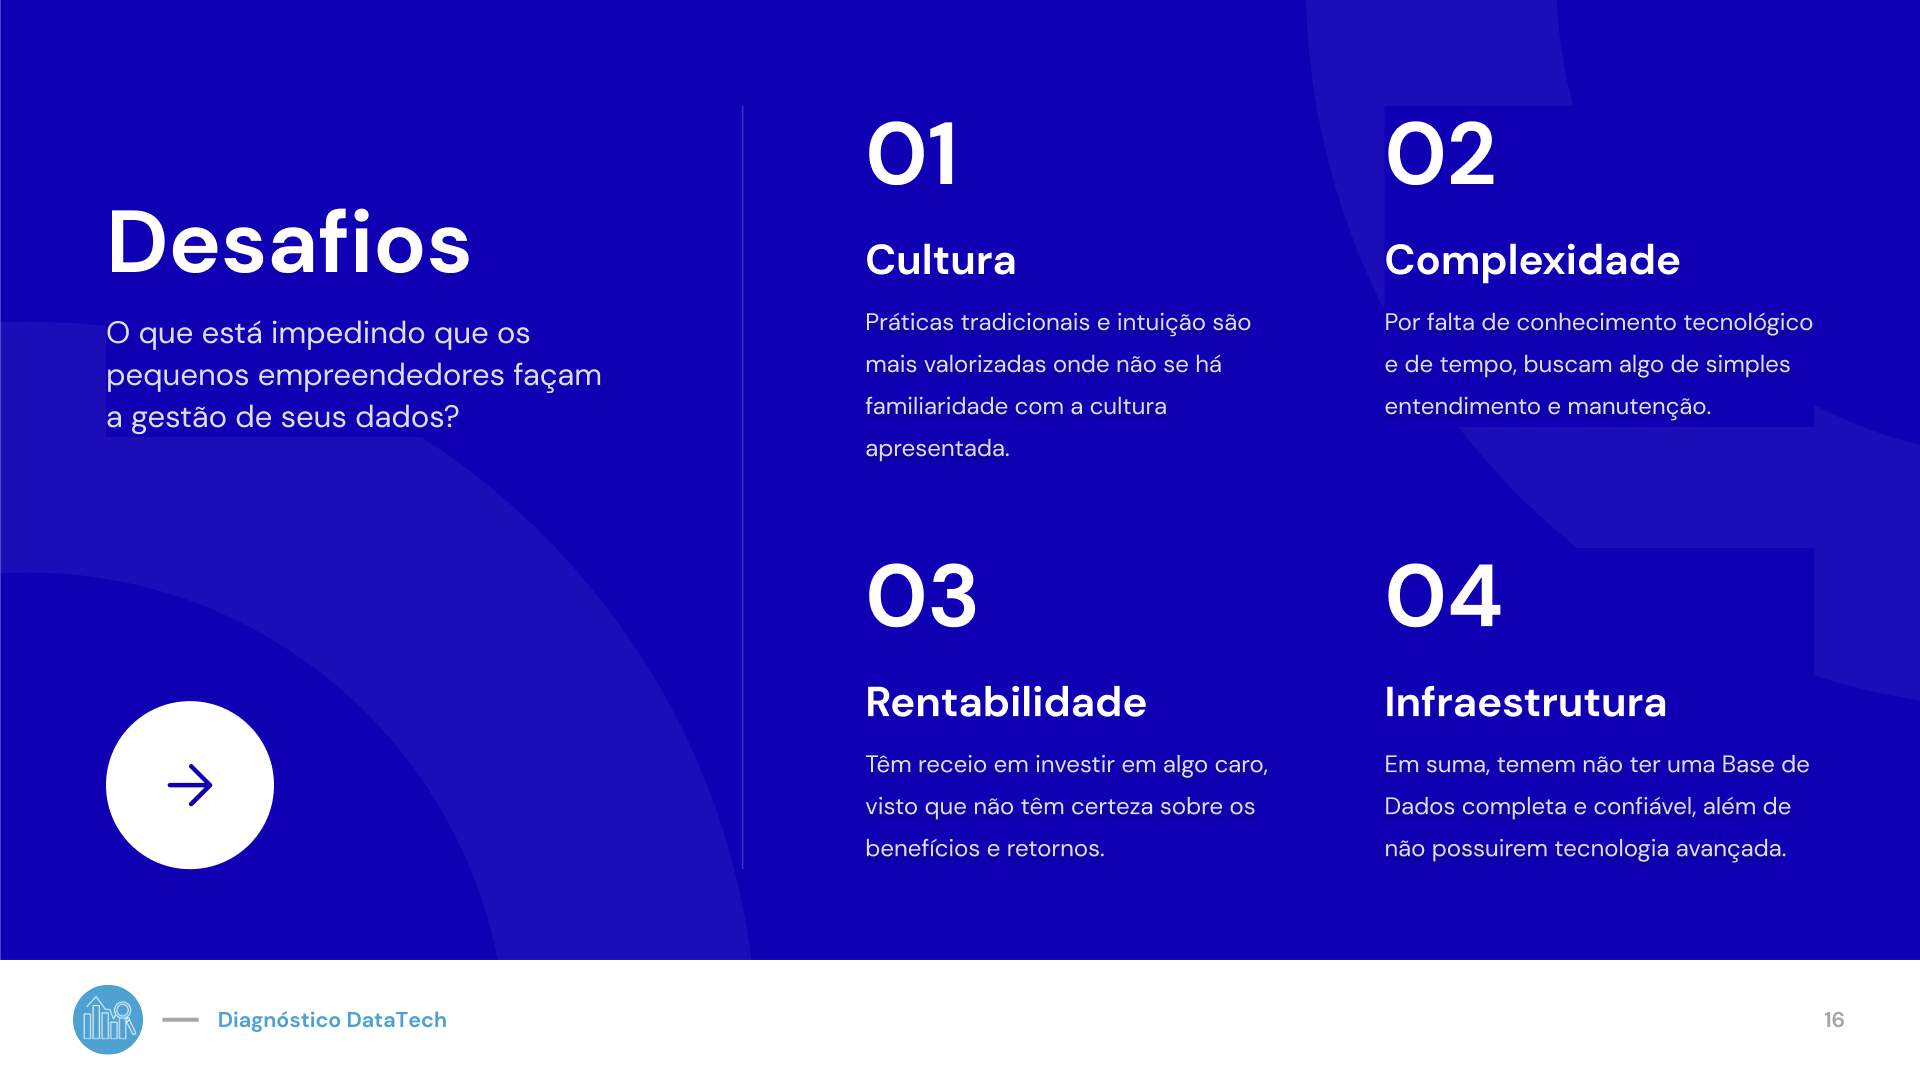 Desafios
O que está impedindo que os
pequenos empreendedores façam
a gestão de seus dados?
01
Cultura
Práticas tradicionais e intuição são
mais valorizadas onde não se há
familiaridade com a cultura
apresentada.
02
Complexidade
Por falta de conhecimento tecnológico
e de tempo, buscam algo de simples
entendimento e manutenção.
03
Rentabilidade
Têm receio em investir em algo caro,
visto que não têm certeza sobre os
benefícios e retornos.
04
Infraestrutura
Em suma, temem não ter uma Base de
Dados completa e confiável, além de
não possuirem tecnologia avançada.
Diagnóstico DataTech
16